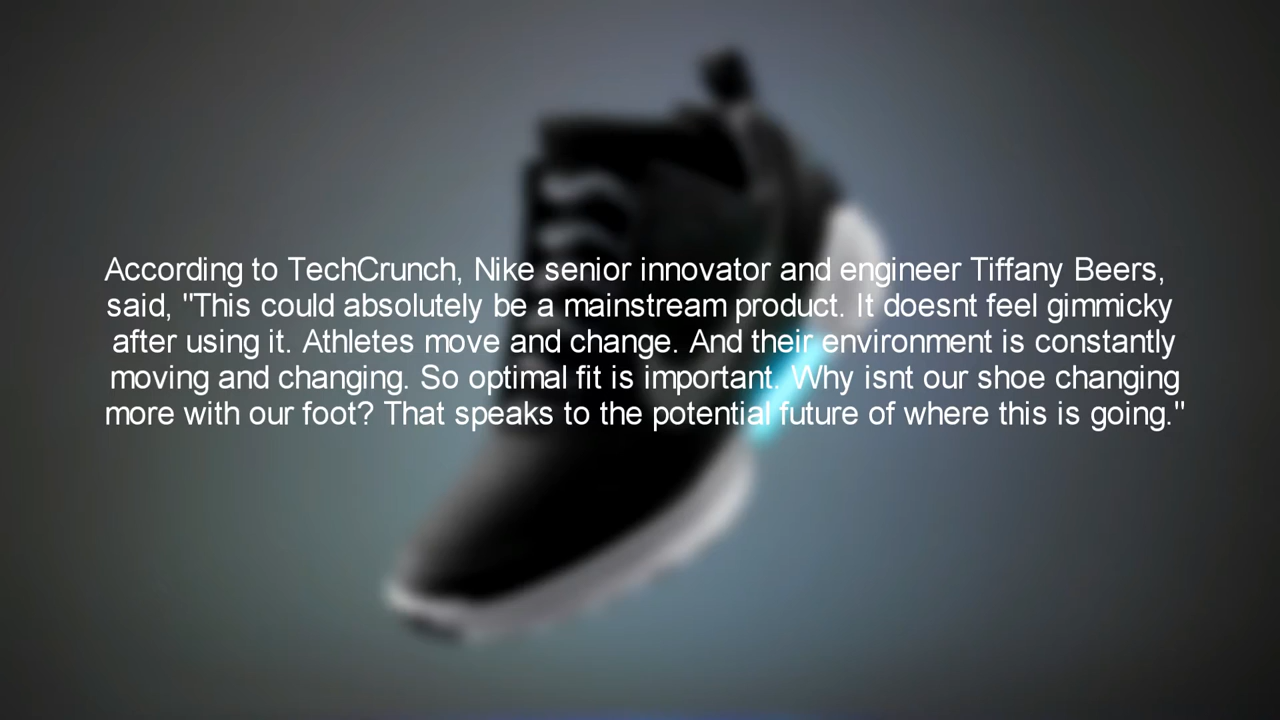 According to TechCrunch, Nike senior innovator and engineer Tiffany Beers,
said, "This could absolutely be a mainstream product. It doesnt feel gimmicky
after using it. Athletes move and change. And their environment is constantly
moving and changing. So optimal fit is important. Why isnt our shoe changing
more with our foot? That speaks to the potential future of where this is going."